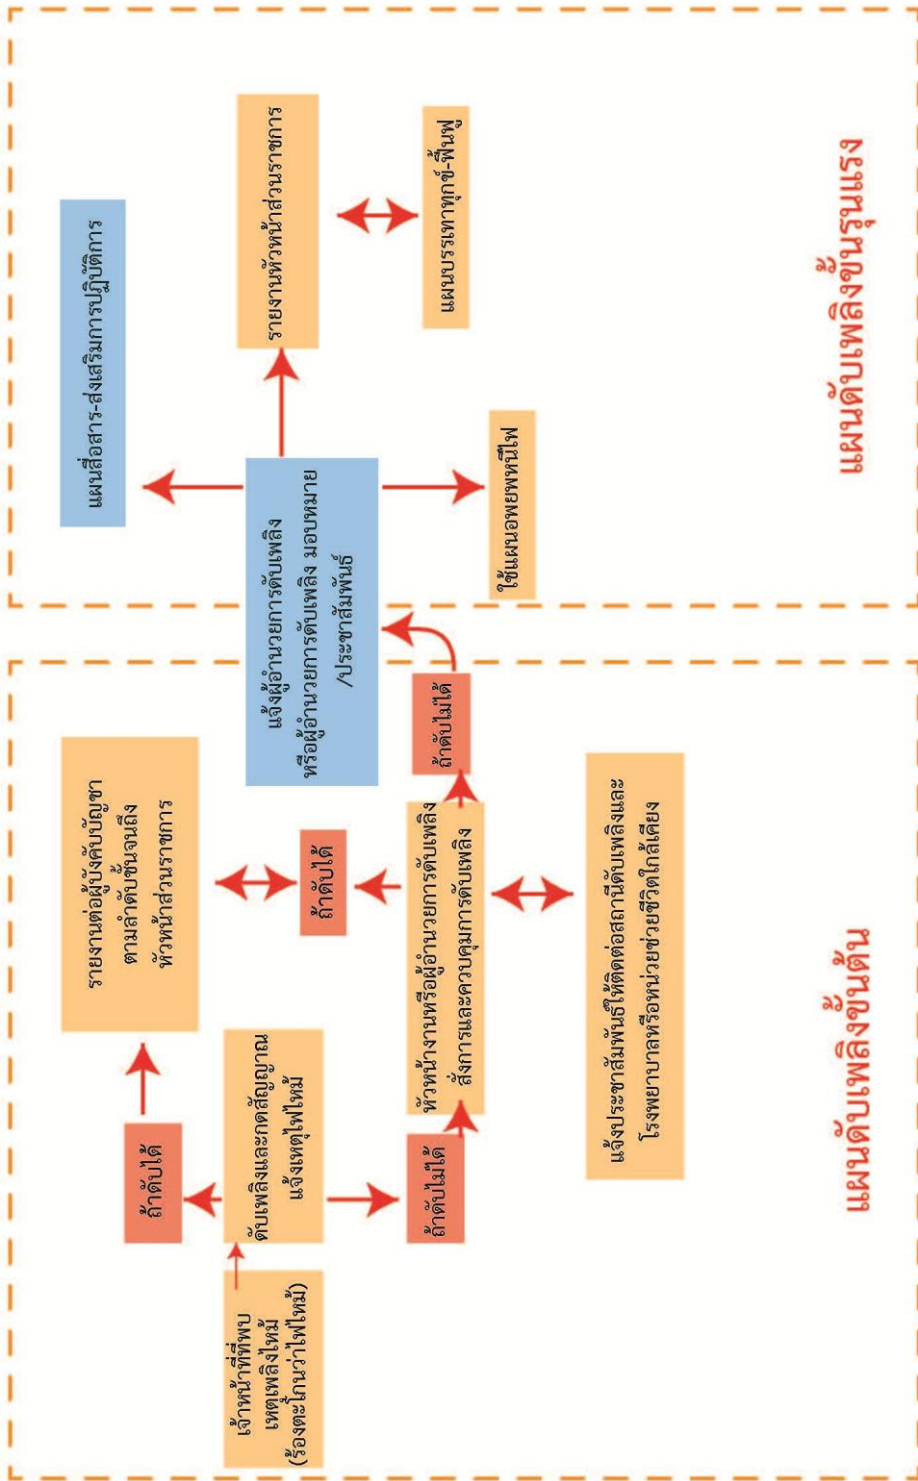 เจ้าหน้าที่ที่พบ
เหตุเพลิงไหม้
(ร้องตะโกนว่าไฟไหม้)
ดับเพลิงและกดสัญญาณ
แจ้งเหตุไฟไหม้
ถ้าดับได้
รายงานต่อผู้บังคับบัญชา
ตามลำดับชั้นจนถึง
หัวหน้าส่วนราชการ
ถ้าดับไม่ได้
หัวหน้างานหรือผู้อำนวยการดับเพลิง
สั่งการและควบคุมการดับเพลิง
ถ้าดับได้
ถ้าดับไม่ได้
แจ้งประชาสัมพันธ์ให้ติดต่อสถานีดับเพลิงและ
โรงพยาบาลหรือหน่วยช่วยชีวิตใกล้เคียง
แผนดับเพลิงขั้นต้น
แจ้งผู้อำนวยการดับเพลิง
หรือผู้อำนวยการดับเพลิง มอบหมาย
/ประชาสัมพันธ์
แผนสื่อสาร-ส่งเสริมการปฏิบัติการ
รายงานหัวหน้าส่วนราชการ
แผนบรรเทาทุกข์-ฟื้นฟู
ใช้แผนอพยพหนีไฟ
แผนดับเพลิงขั้นรุนแรง